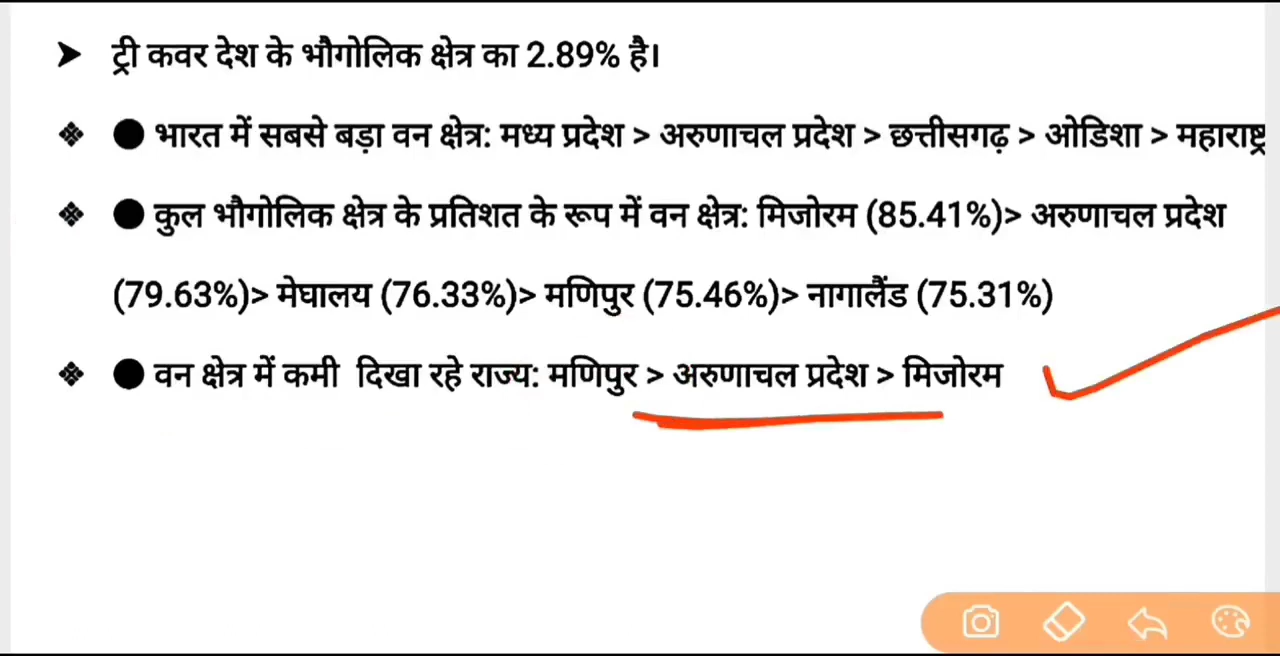 ➤ ट्री कवर देश के भौगोलिक क्षेत्र का 2.89% है।
❖ ● भारत में सबसे बड़ा वन क्षेत्र: मध्य प्रदेश > अरुणाचल प्रदेश > छत्तीसगढ़ > ओडिशा > महाराष्ट्र
❖ ● कुल भौगोलिक क्षेत्र के प्रतिशत के रूप में वन क्षेत्र: मिजोरम (85.41%)> अरुणाचल प्रदेश
(79.63%)> मेघालय (76.33%)> मणिपुर (75.46%)> नागालैंड (75.31%)
❖ ● वन क्षेत्र में कमी दिखा रहे राज्य: मणिपुर > अरुणाचल प्रदेश > मिजोरम